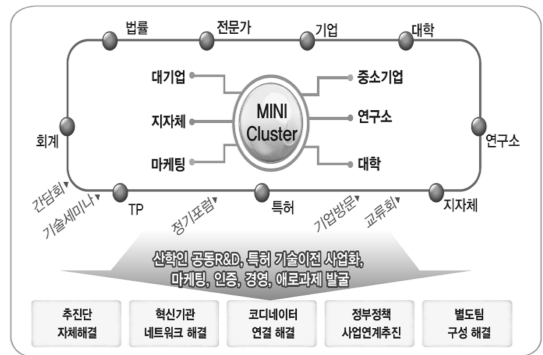 법률
전문가
기업
대학
대기업
중소기업
지자체
MINI
Cluster
연구소
마케팅
대학
회계
연구소
간담회
기술세미나
TP
정기포럼
특허
기업방문
교류회
지자체
산학인 공동R&D, 특허 기술이전 사업화,
마케팅, 인증, 경영, 애로과제 발굴
추진단
자체해결
혁신기관
네트워크 해결
코디네이터
연결 해결
정부정책
사업연계추진
별도팀
구성 해결